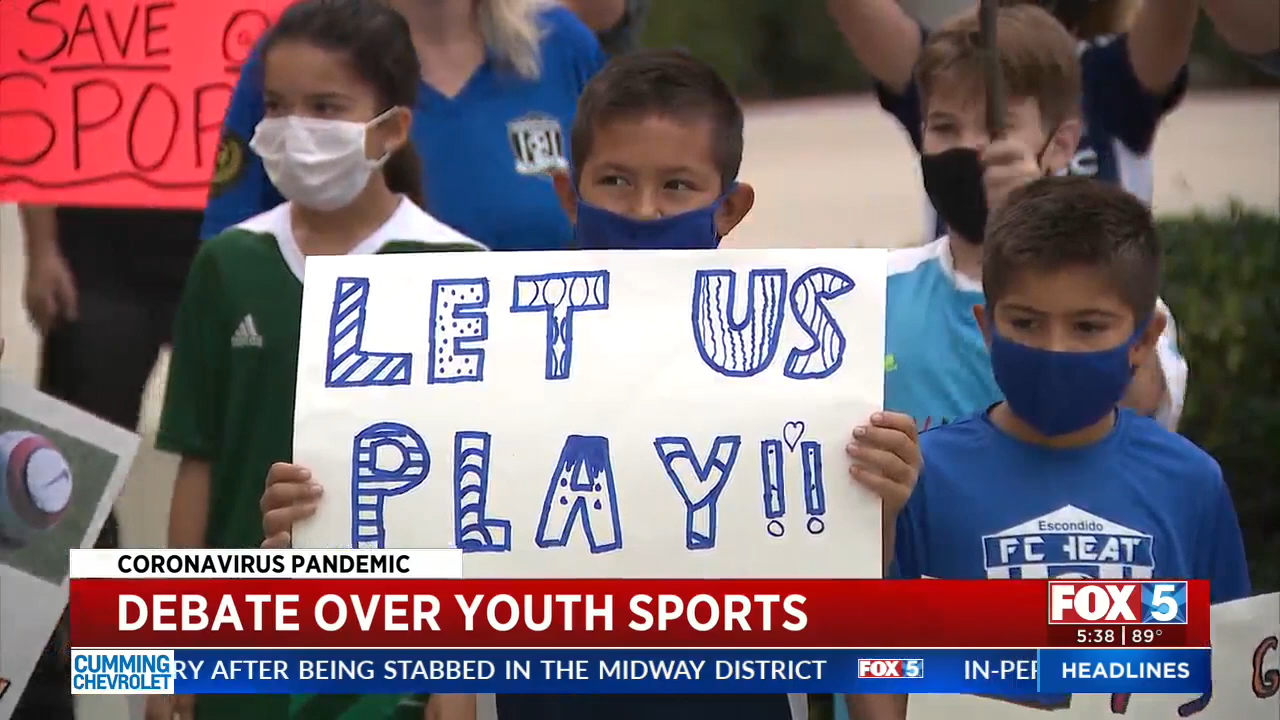 SAVE
SPOR
LET US
PLAY!!
Escondido
FC HEAT
CORONAVIRUS PANDEMIC
DEBATE OVER YOUTH SPORTS
FOX 5
5:38 | 89°
CUMMING
CHEVROLET
RY AFTER BEING STABBED IN THE MIDWAY DISTRICT
FOX 5
IN-PE
HEADLINES